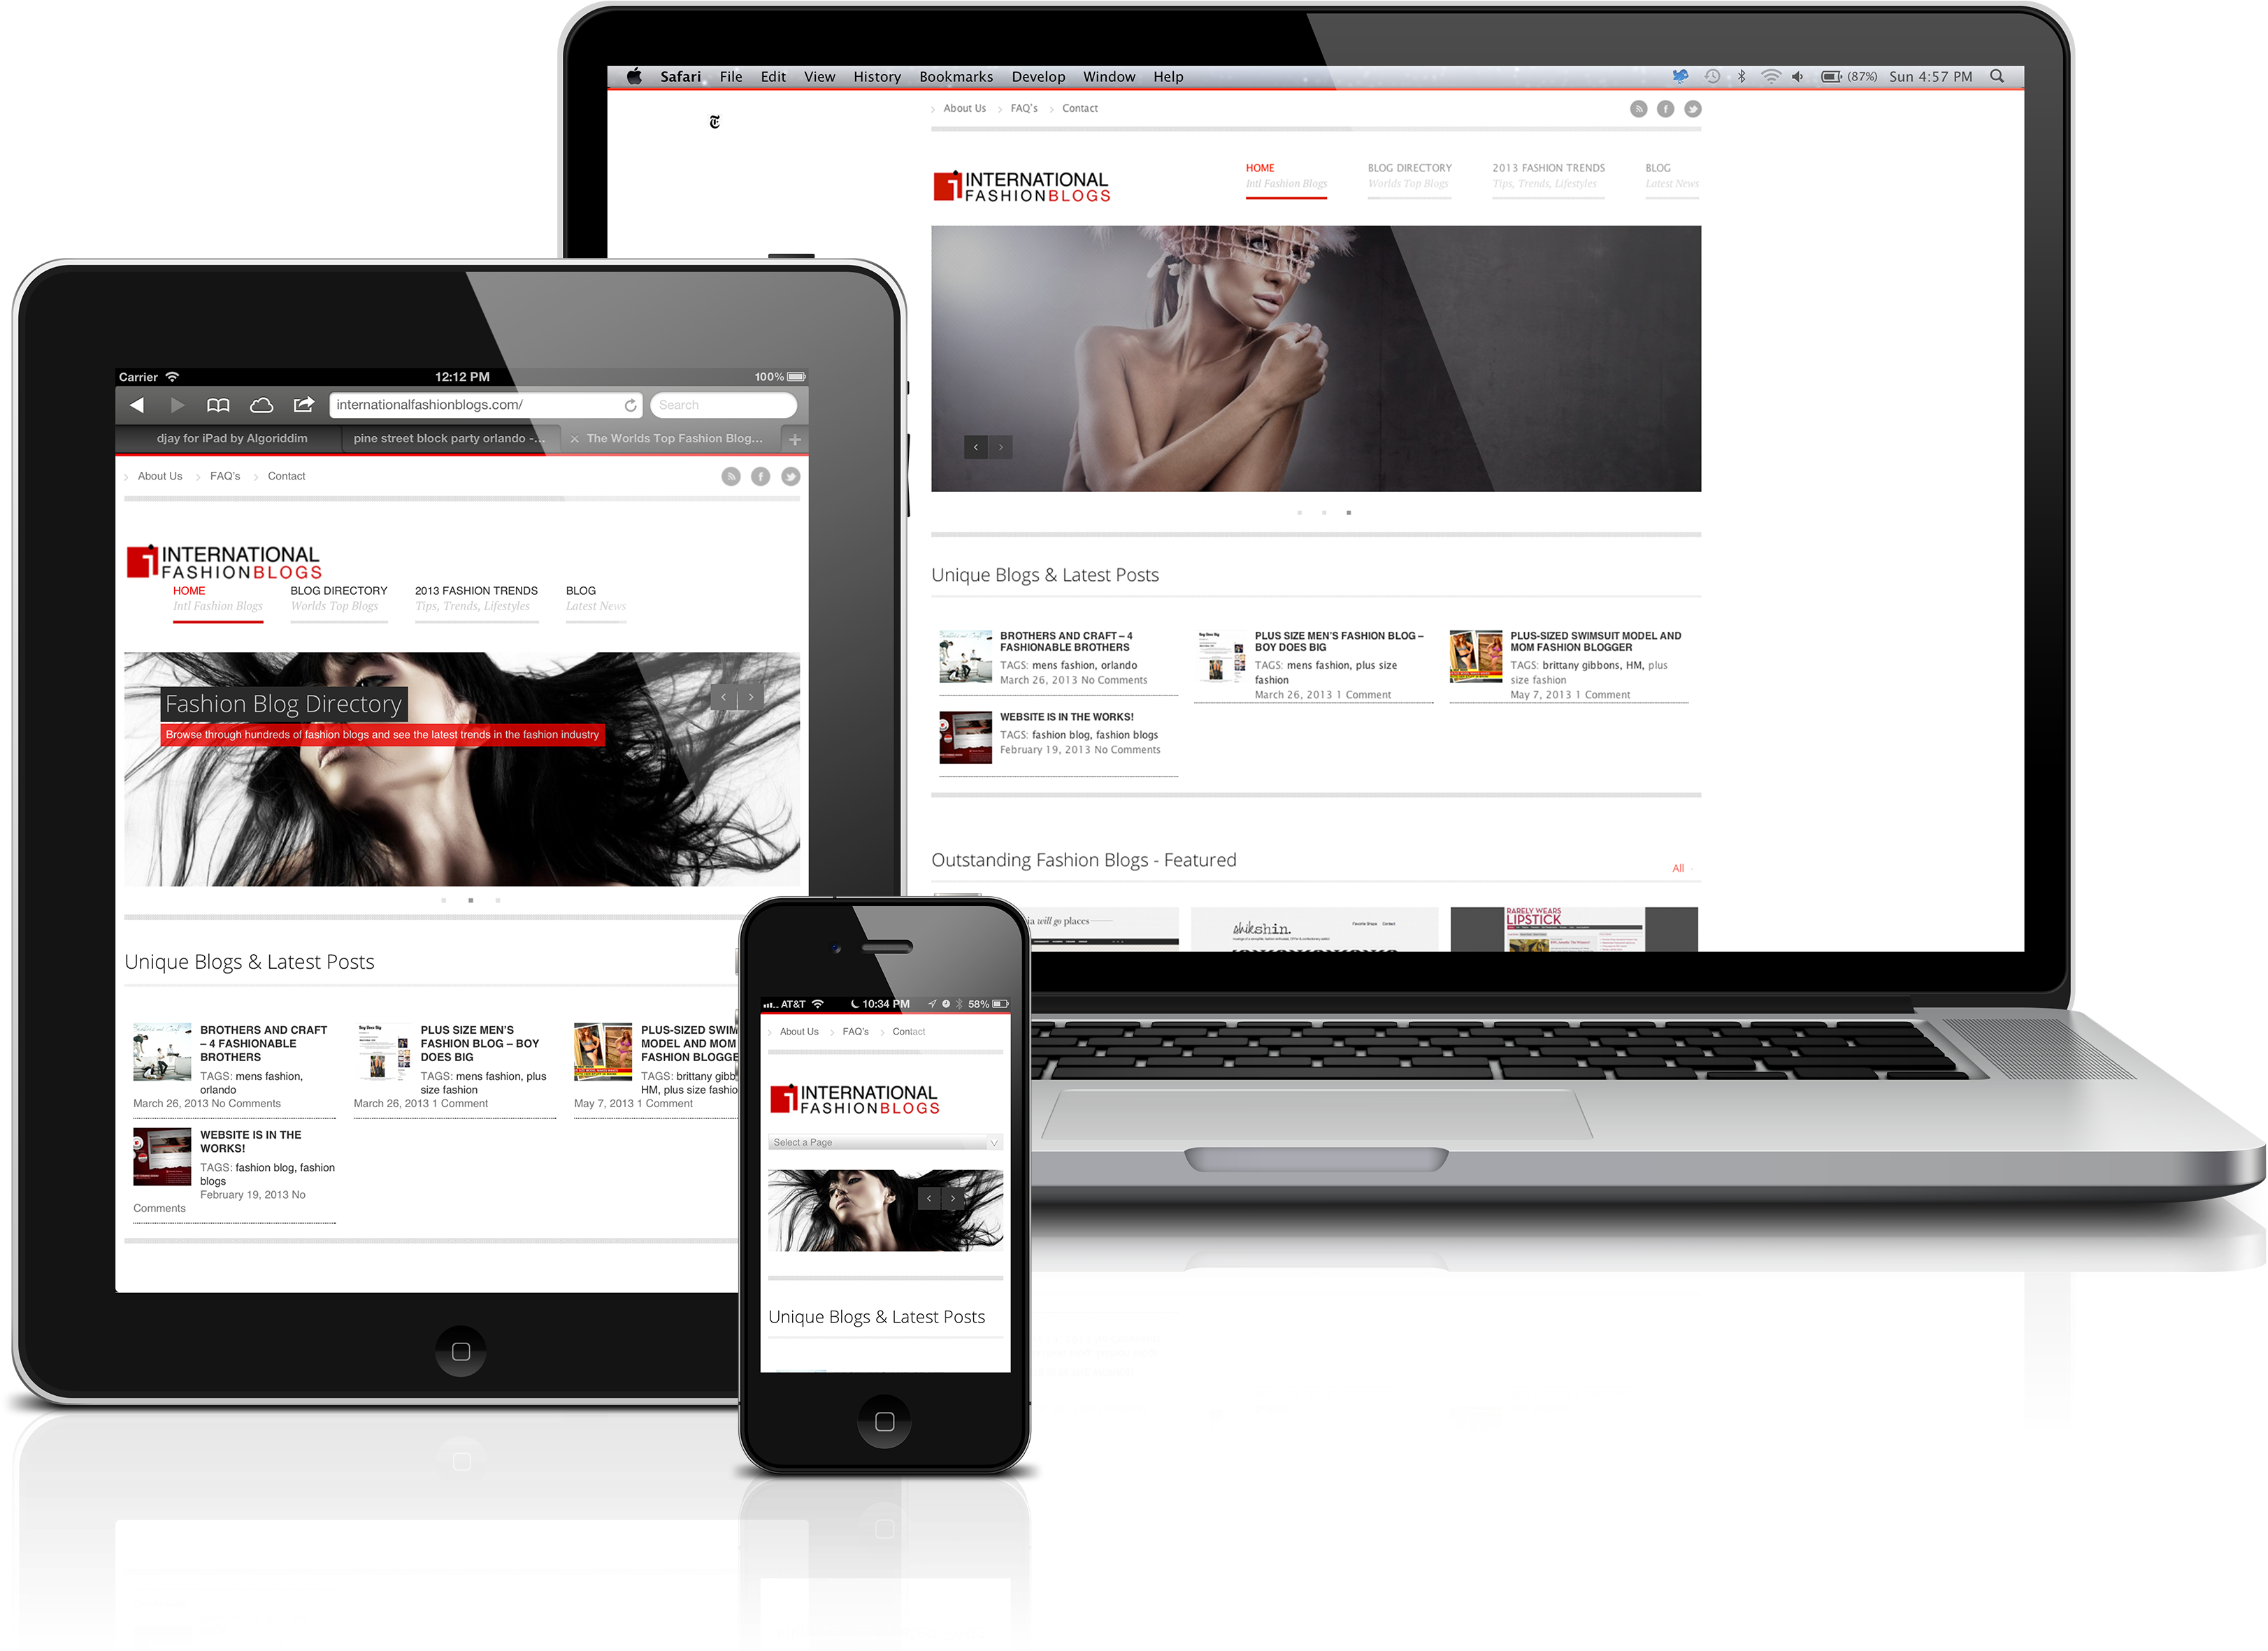 Safari File Edit View History Bookmarks Develop Window Help (87%) Sun 4:57 PM
About Us FAQ's Contact
INTERNATIONAL
FASHIONBLOGS
HOME BLOG DIRECTORY 2013 FASHION TRENDS BLOG
Intl Fashion Blogs Worlds Top Blogs Tips, Trends, Lifestyles Latest News
Unique Blogs & Latest Posts
BROTHERS AND CRAFT – 4
FASHIONABLE BROTHERS
TAGS: mens fashion, orlando
March 26, 2013 No Comments
PLUS SIZE MEN'S FASHION BLOG –
BOY DOES BIG
TAGS: mens fashion, plus size
fashion
March 26, 2013 1 Comment
PLUS-SIZED SWIMSUIT MODEL AND
MOM FASHION BLOGGER
TAGS: brittany gibbons, HM, plus
size fashion
May 7, 2013 1 Comment
WEBSITE IS IN THE WORKS!
TAGS: fashion blog, fashion blogs
February 19, 2013 No Comments
Outstanding Fashion Blogs - Featured
All
will go places
shikshin.
RARELY WEARS
LIPSTICK
Carrier 12:12 PM 100%
internationalfashionblogs.com/ Search
djay for iPad by Algoriddim pine street block party orlando -... The Worlds Top Fashion Blog...
About Us FAQ's Contact
INTERNATIONAL
FASHIONBLOGS
HOME BLOG DIRECTORY 2013 FASHION TRENDS BLOG
Intl Fashion Blogs Worlds Top Blogs Tips, Trends, Lifestyles Latest News
Fashion Blog Directory
Browse through hundreds of fashion blogs and see the latest trends in the fashion industry
Unique Blogs & Latest Posts
BROTHERS AND CRAFT
– 4 FASHIONABLE
BROTHERS
TAGS: mens fashion,
orlando
March 26, 2013 No Comments
PLUS SIZE MEN'S
FASHION BLOG – BOY
DOES BIG
TAGS: mens fashion, plus
size fashion
March 26, 2013 1 Comment
PLUS-SIZED SWIM
MODEL AND MOM
FASHION BLOGGE
TAGS: brittany gibb
HM, plus size fashio
May 7, 2013 1 Comment
WEBSITE IS IN THE
WORKS!
TAGS: fashion blog, fashion
blogs
February 19, 2013 No
Comments
AT&T 10:34 PM 58%
About Us FAQ's Contact
INTERNATIONAL
FASHIONBLOGS
Select a Page
Unique Blogs & Latest Posts